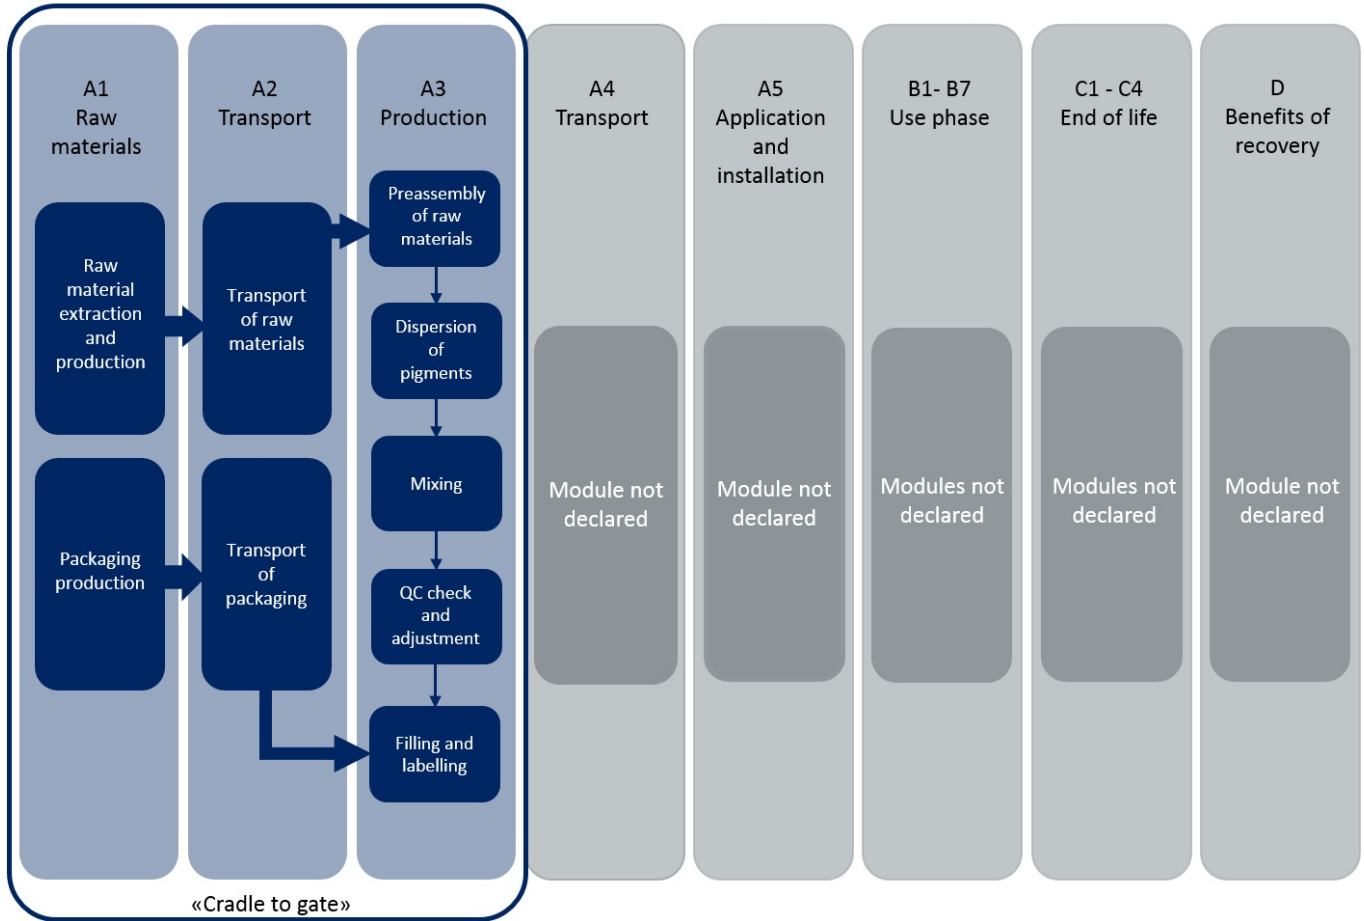 A1
Raw
materials
A2
Transport
A3
Production
A4
Transport
A5
Application
and
installation
B1- B7
Use phase
C1 - C4
End of life
D
Benefits of
recovery
Raw
material
extraction
and
production
Transport
of raw
materials
Preassembly
of raw
materials
Dispersion
of
pigments
Mixing
QC check
and
adjustment
Filling and
labelling
Packaging
production
Transport
of
packaging
Module not
declared
Module not
declared
Modules not
declared
Modules not
declared
Module not
declared
«Cradle to gate»